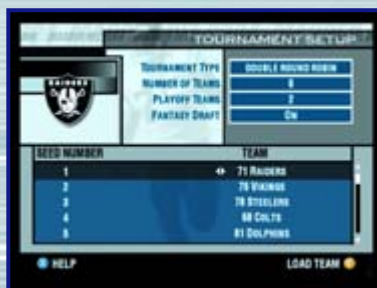 TOURNAMENT SETUP
RAIDERS
TOURNAMENT TYPE DOUBLE ROUND ROBIN
NUMBER OF TEAMS 8
PLAYOFF TEAMS 2
FANTASY DRAFT ON
SEED NUMBER TEAM
1 71 RAIDERS
2 78 VIKINGS
3 78 STEELERS
4 68 COLTS
5 81 DOLPHINS
HELP LOAD TEAM